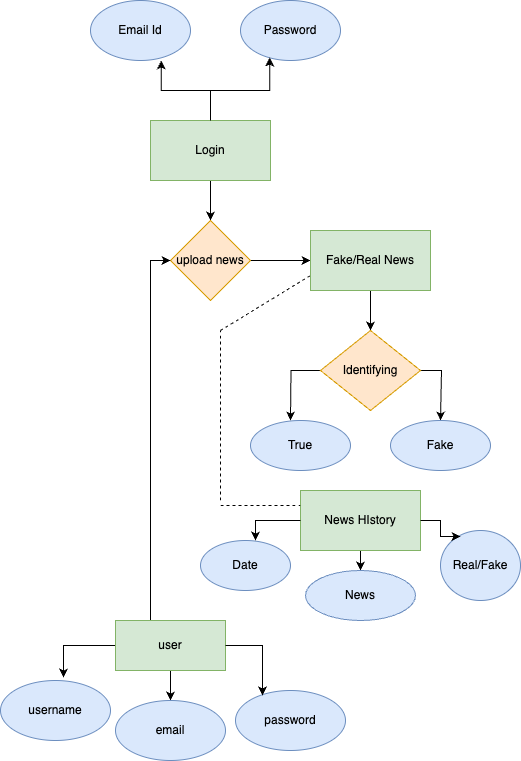 Email Id
Password
Login
upload news
Fake/Real News
Identifying
True
Fake
News HIstory
Date
Real/Fake
News
user
username
email
password